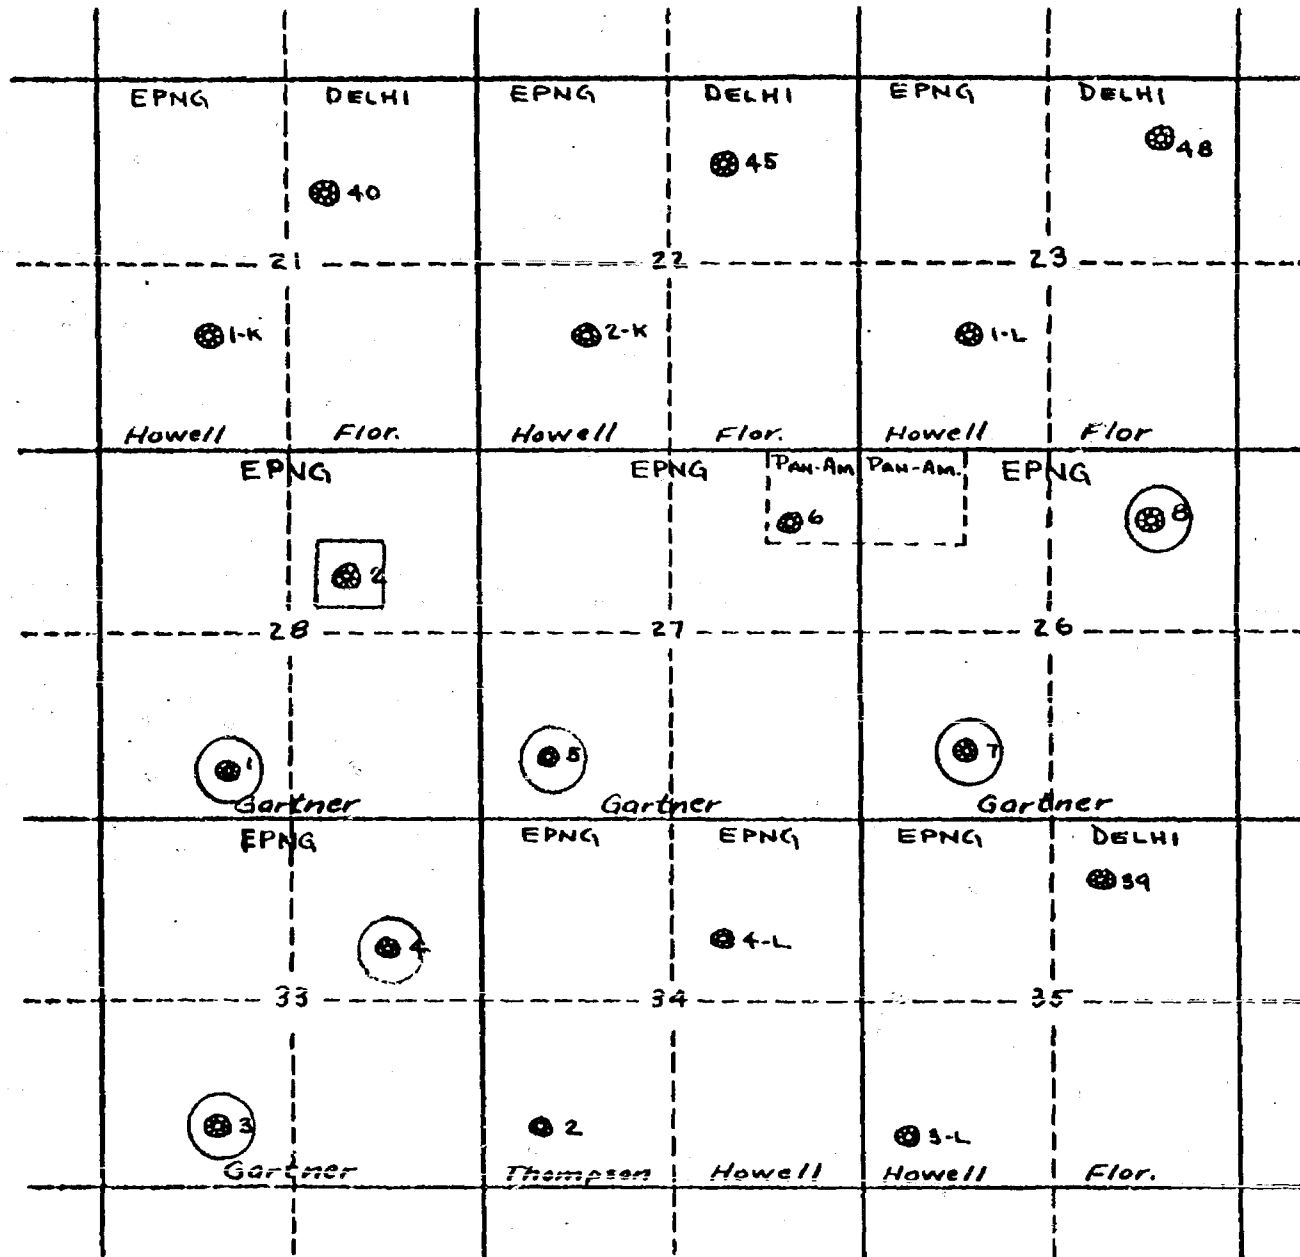 EPNG DELHI EPNG DELHI EPNG DELHI
40 45 48
21 22 23
1-K 2-K 1-L
Howell Flor. Howell Flor. Howell Flor
EPNG EPNG PAN-AM PAN-AM. EPNG
2 6 8
28 27 26
1 5 7
Gartner Gartner Gartner
EPNG EPNG EPNG EPNG DELHI
4 4-L 39
33 34 35
3 2 3-L
Gartner Thompson Howell Howell Flor.